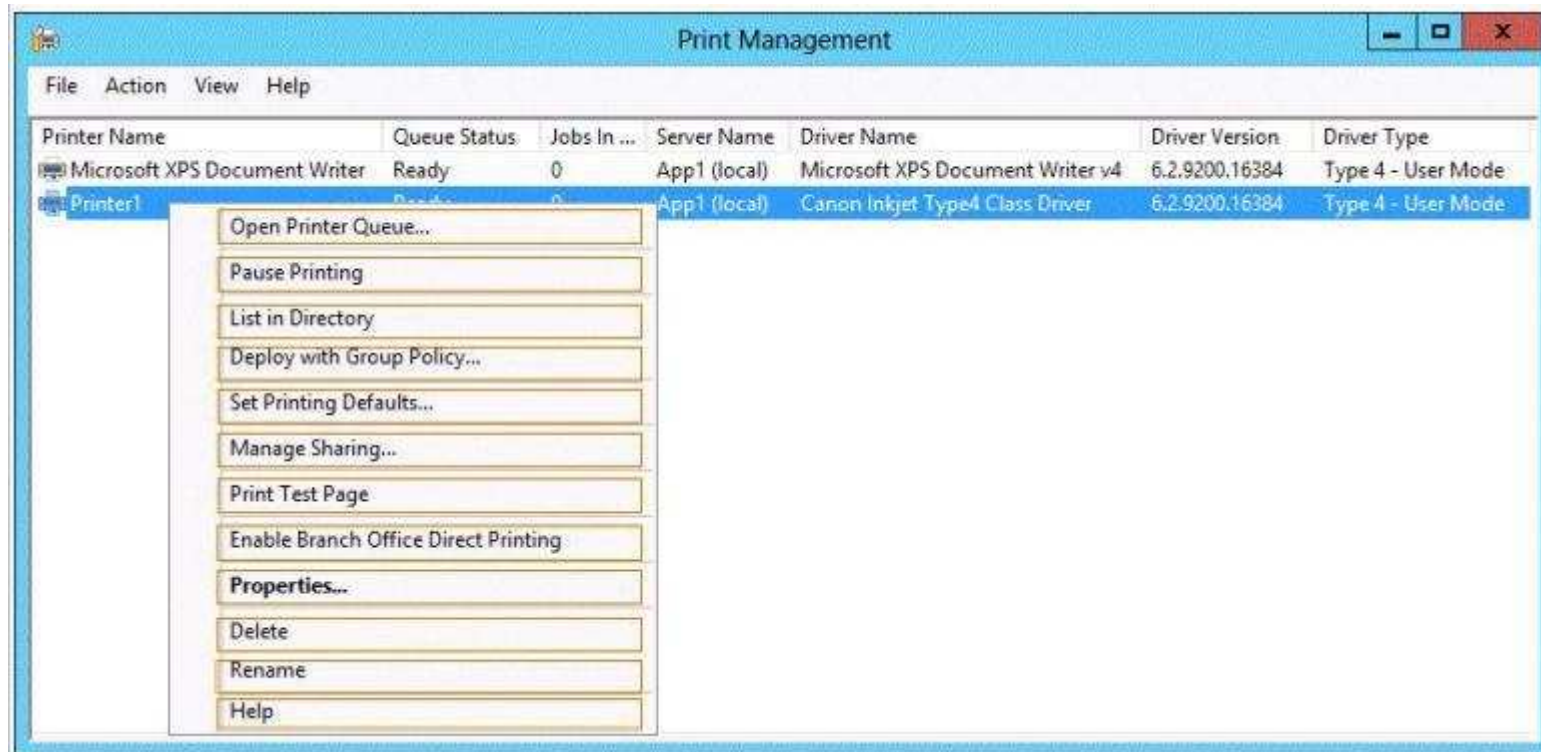 Print Management
File Action View Help
Printer Name Queue Status Jobs In ... Server Name Driver Name Driver Version Driver Type
Microsoft XPS Document Writer Ready 0 App1 (local) Microsoft XPS Document Writer v4 6.2.9200.16384 Type 4 - User Mode
Printer1 App1 (local) Canon Inkjet Type4 Class Driver 6.2.9200.16384 Type 4 - User Mode
Open Printer Queue...
Pause Printing
List in Directory
Deploy with Group Policy...
Set Printing Defaults...
Manage Sharing...
Print Test Page
Enable Branch Office Direct Printing
Properties...
Delete
Rename
Help